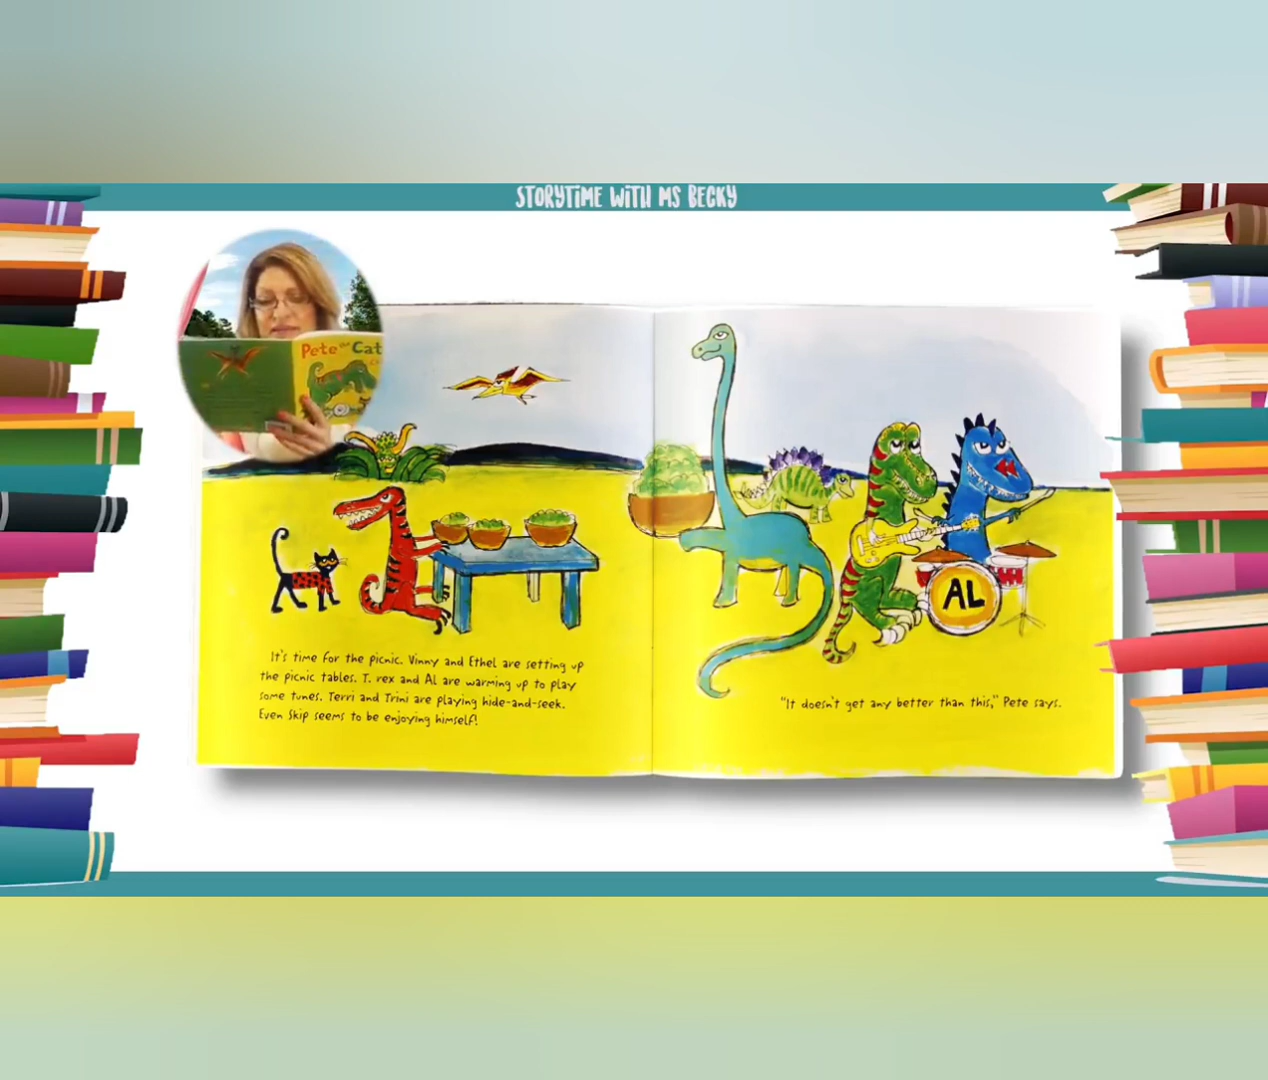 STORYTIME WITH MS BECKY
Pete the Cat
It's time for the picnic. Vinny and Ethel are setting up
the picnic tables. T. rex and Al are warming up to play
some tunes. Terri and Trini are playing hide-and-seek.
Even Skip seems to be enjoying himself!
AL
"It doesn't get any better than this," Pete says.